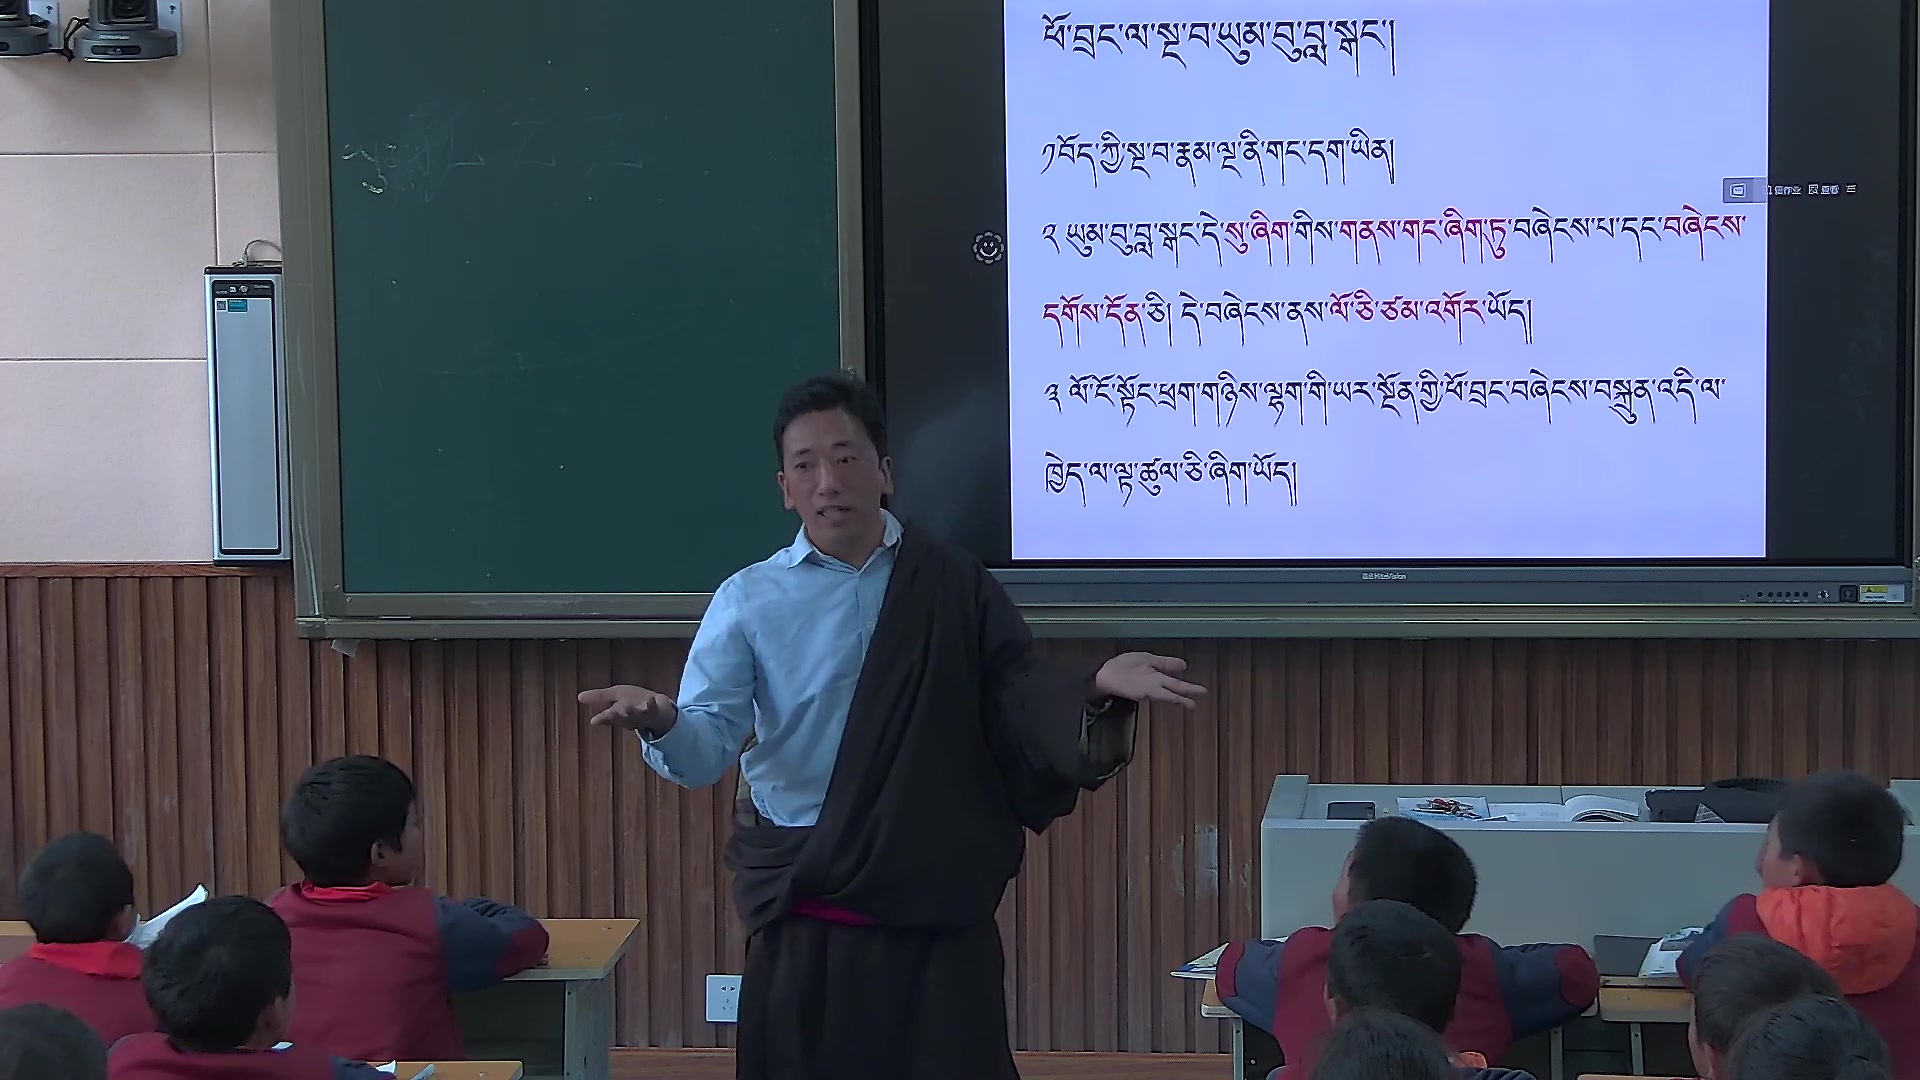 ཕོ་བྲང་ལ་སྔ་བ་ཡུམ་བུ་བླ་སྒང་།
༡བོད་ཀྱི་སྔ་བ་རྣམ་ལྔ་ནི་གང་དག་ཡིན།
༢ ཡུམ་བུ་བླ་སྒང་དེ་སུ་ཞིག་གིས་གནས་གང་ཞིག་ཏུ་བཞེངས་པ་དང་བཞེངས་
དགོས་དོན་ཅི། དེ་བཞེངས་ནས་ལོ་ཅི་ཙམ་འགོར་ཡོད།
༣ ལོ་ངོ་སྟོང་ཕྲག་གཉིས་ལྷག་གི་ཡར་སྔོན་གྱི་ཕོ་བྲང་བཞེངས་བསྐྲུན་འདི་ལ་
ཁྱེད་ལ་ལྟ་ཚུལ་ཅི་ཞིག་ཡོད།